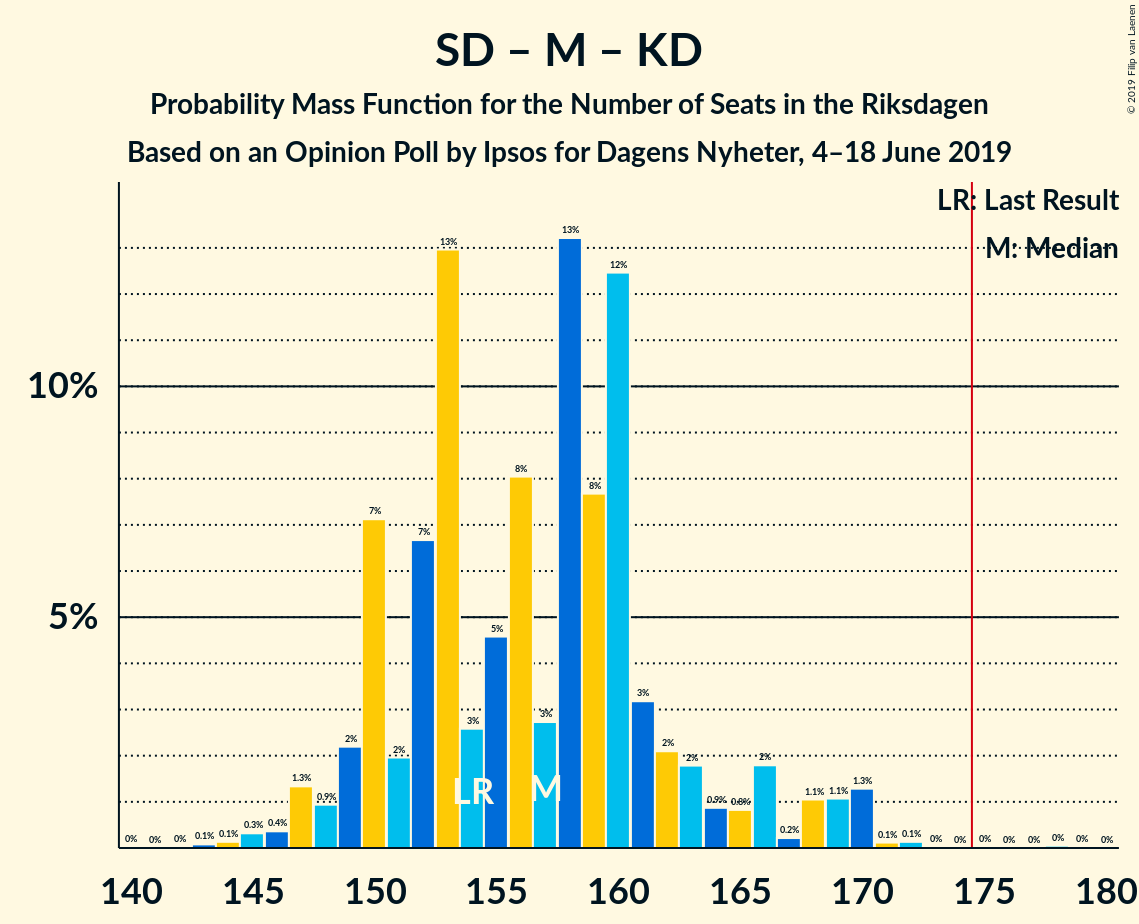 SD – M – KD
Probability Mass Function for the Number of Seats in the Riksdagen
Based on an Opinion Poll by Ipsos for Dagens Nyheter, 4–18 June 2019
© 2019 Filip van Laenen
LR: Last Result
M: Median
10%
5%
0% 0% 0% 0.1% 0.1% 0.3% 0.4% 1.3% 0.9% 2% 7% 2% 7% 13% 3% 5% 8% 3% 13% 8% 12% 3% 2% 2% 0.9% 0.8% 2% 0.2% 1.1% 1.1% 1.3% 0.1% 0.1% 0% 0% 0% 0% 0% 0% 0% 0%
LR M
140 145 150 155 160 165 170 175 180